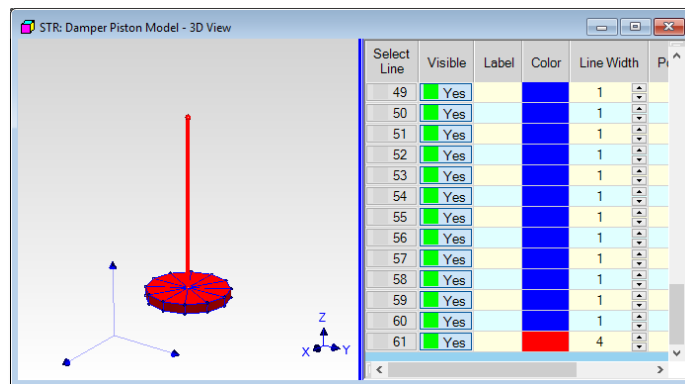 STR: Damper Piston Model - 3D View
Select Line Visible Label Color Line Width
49 Yes 1
50 Yes 1
51 Yes 1
52 Yes 1
53 Yes 1
54 Yes 1
55 Yes 1
56 Yes 1
57 Yes 1
58 Yes 1
59 Yes 1
60 Yes 1
61 Yes 4
Z
X Y